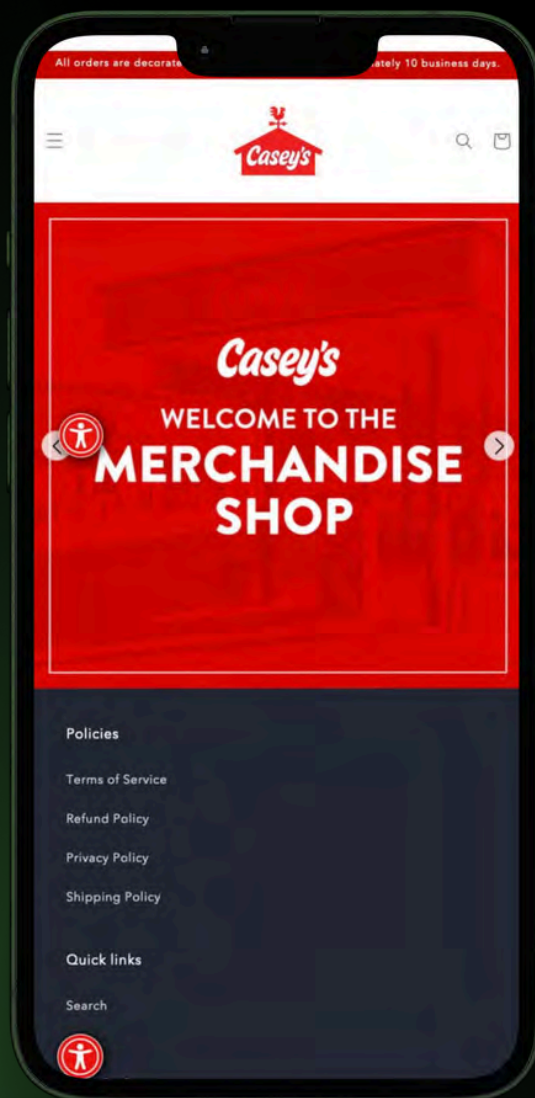 All orders are decorate ately 10 business days.
Casey's
Casey's
WELCOME TO THE
MERCHANDISE
SHOP
Policies
Terms of Service
Refund Policy
Privacy Policy
Shipping Policy
Quick links
Search